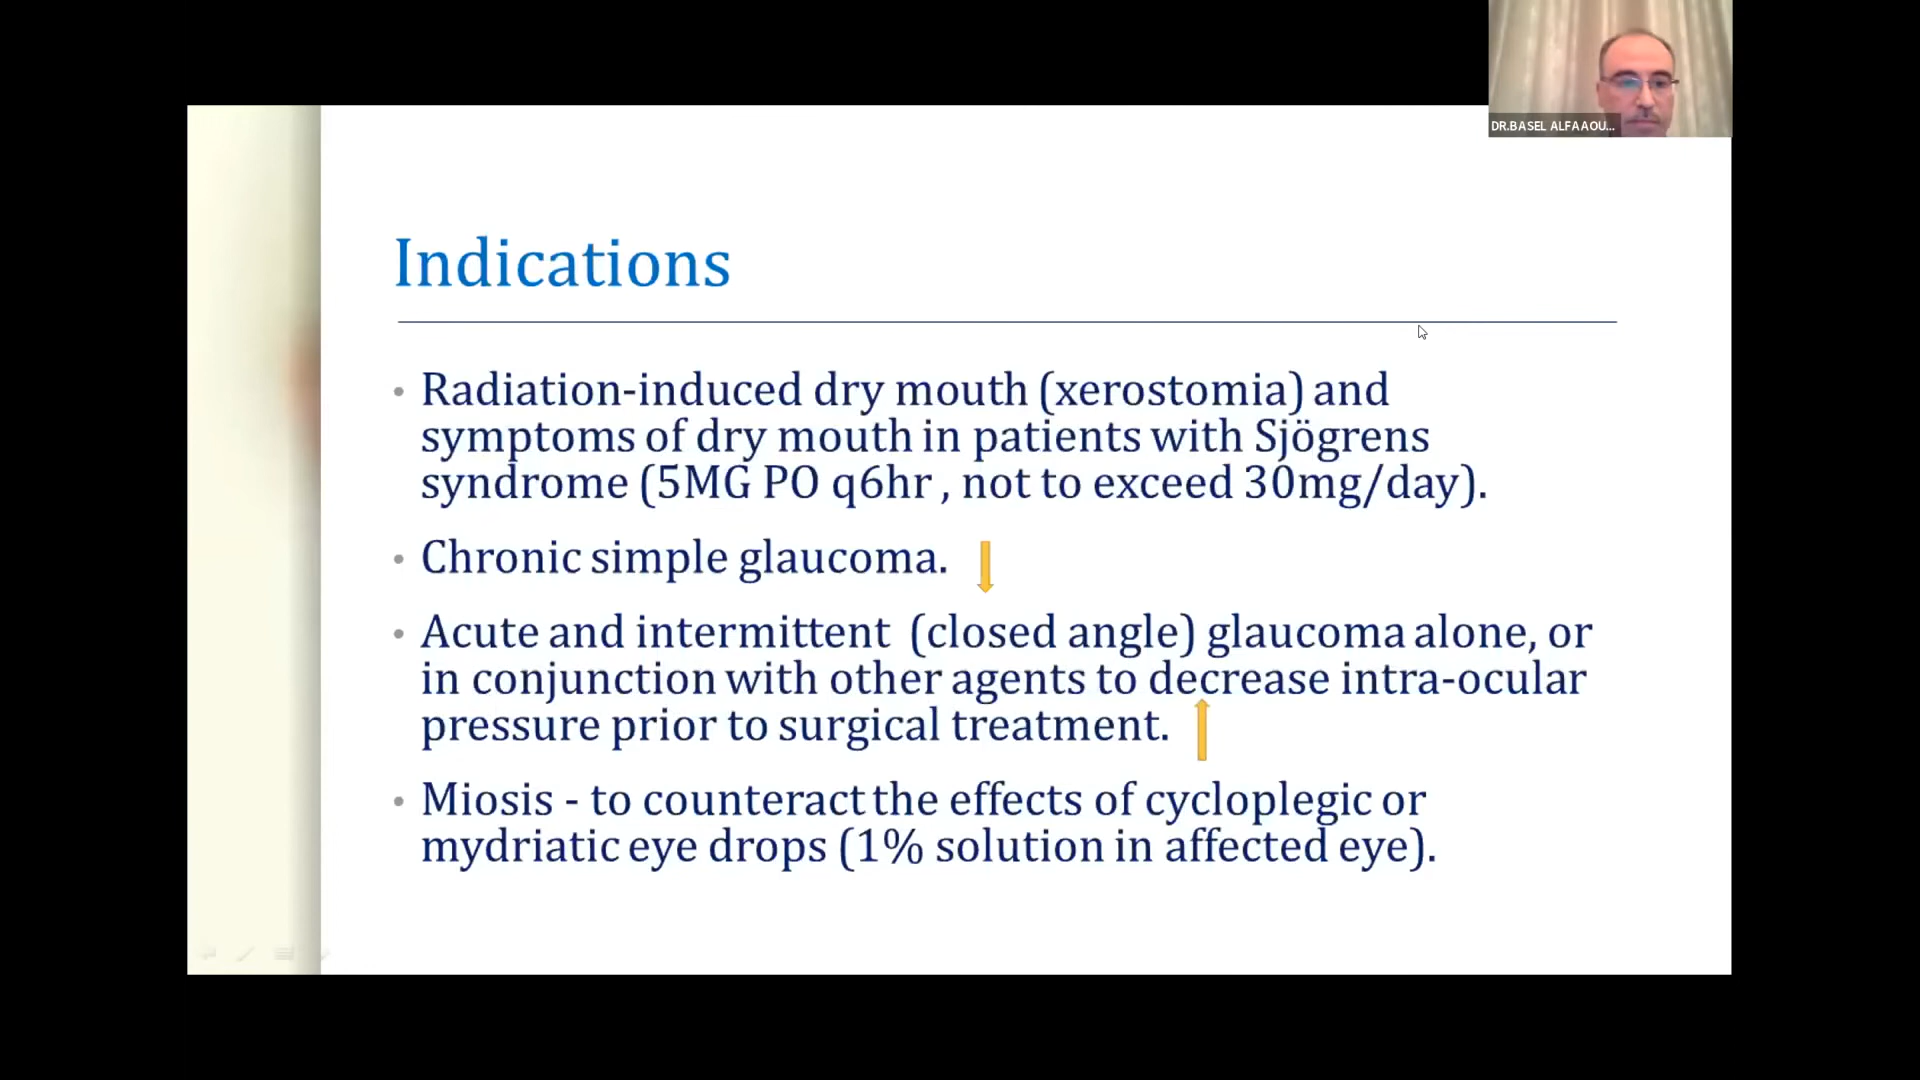 DR.BASEL ALFAAOU...
Indications
• Radiation-induced dry mouth (xerostomia) and
symptoms of dry mouth in patients with Sjögrens
syndrome (5MG PO q6hr , not to exceed 30mg/day).
• Chronic simple glaucoma.
• Acute and intermittent (closed angle) glaucoma alone, or
in conjunction with other agents to decrease intra-ocular
pressure prior to surgical treatment.
• Miosis - to counteract the effects of cycloplegic or
mydriatic eye drops (1% solution in affected eye).